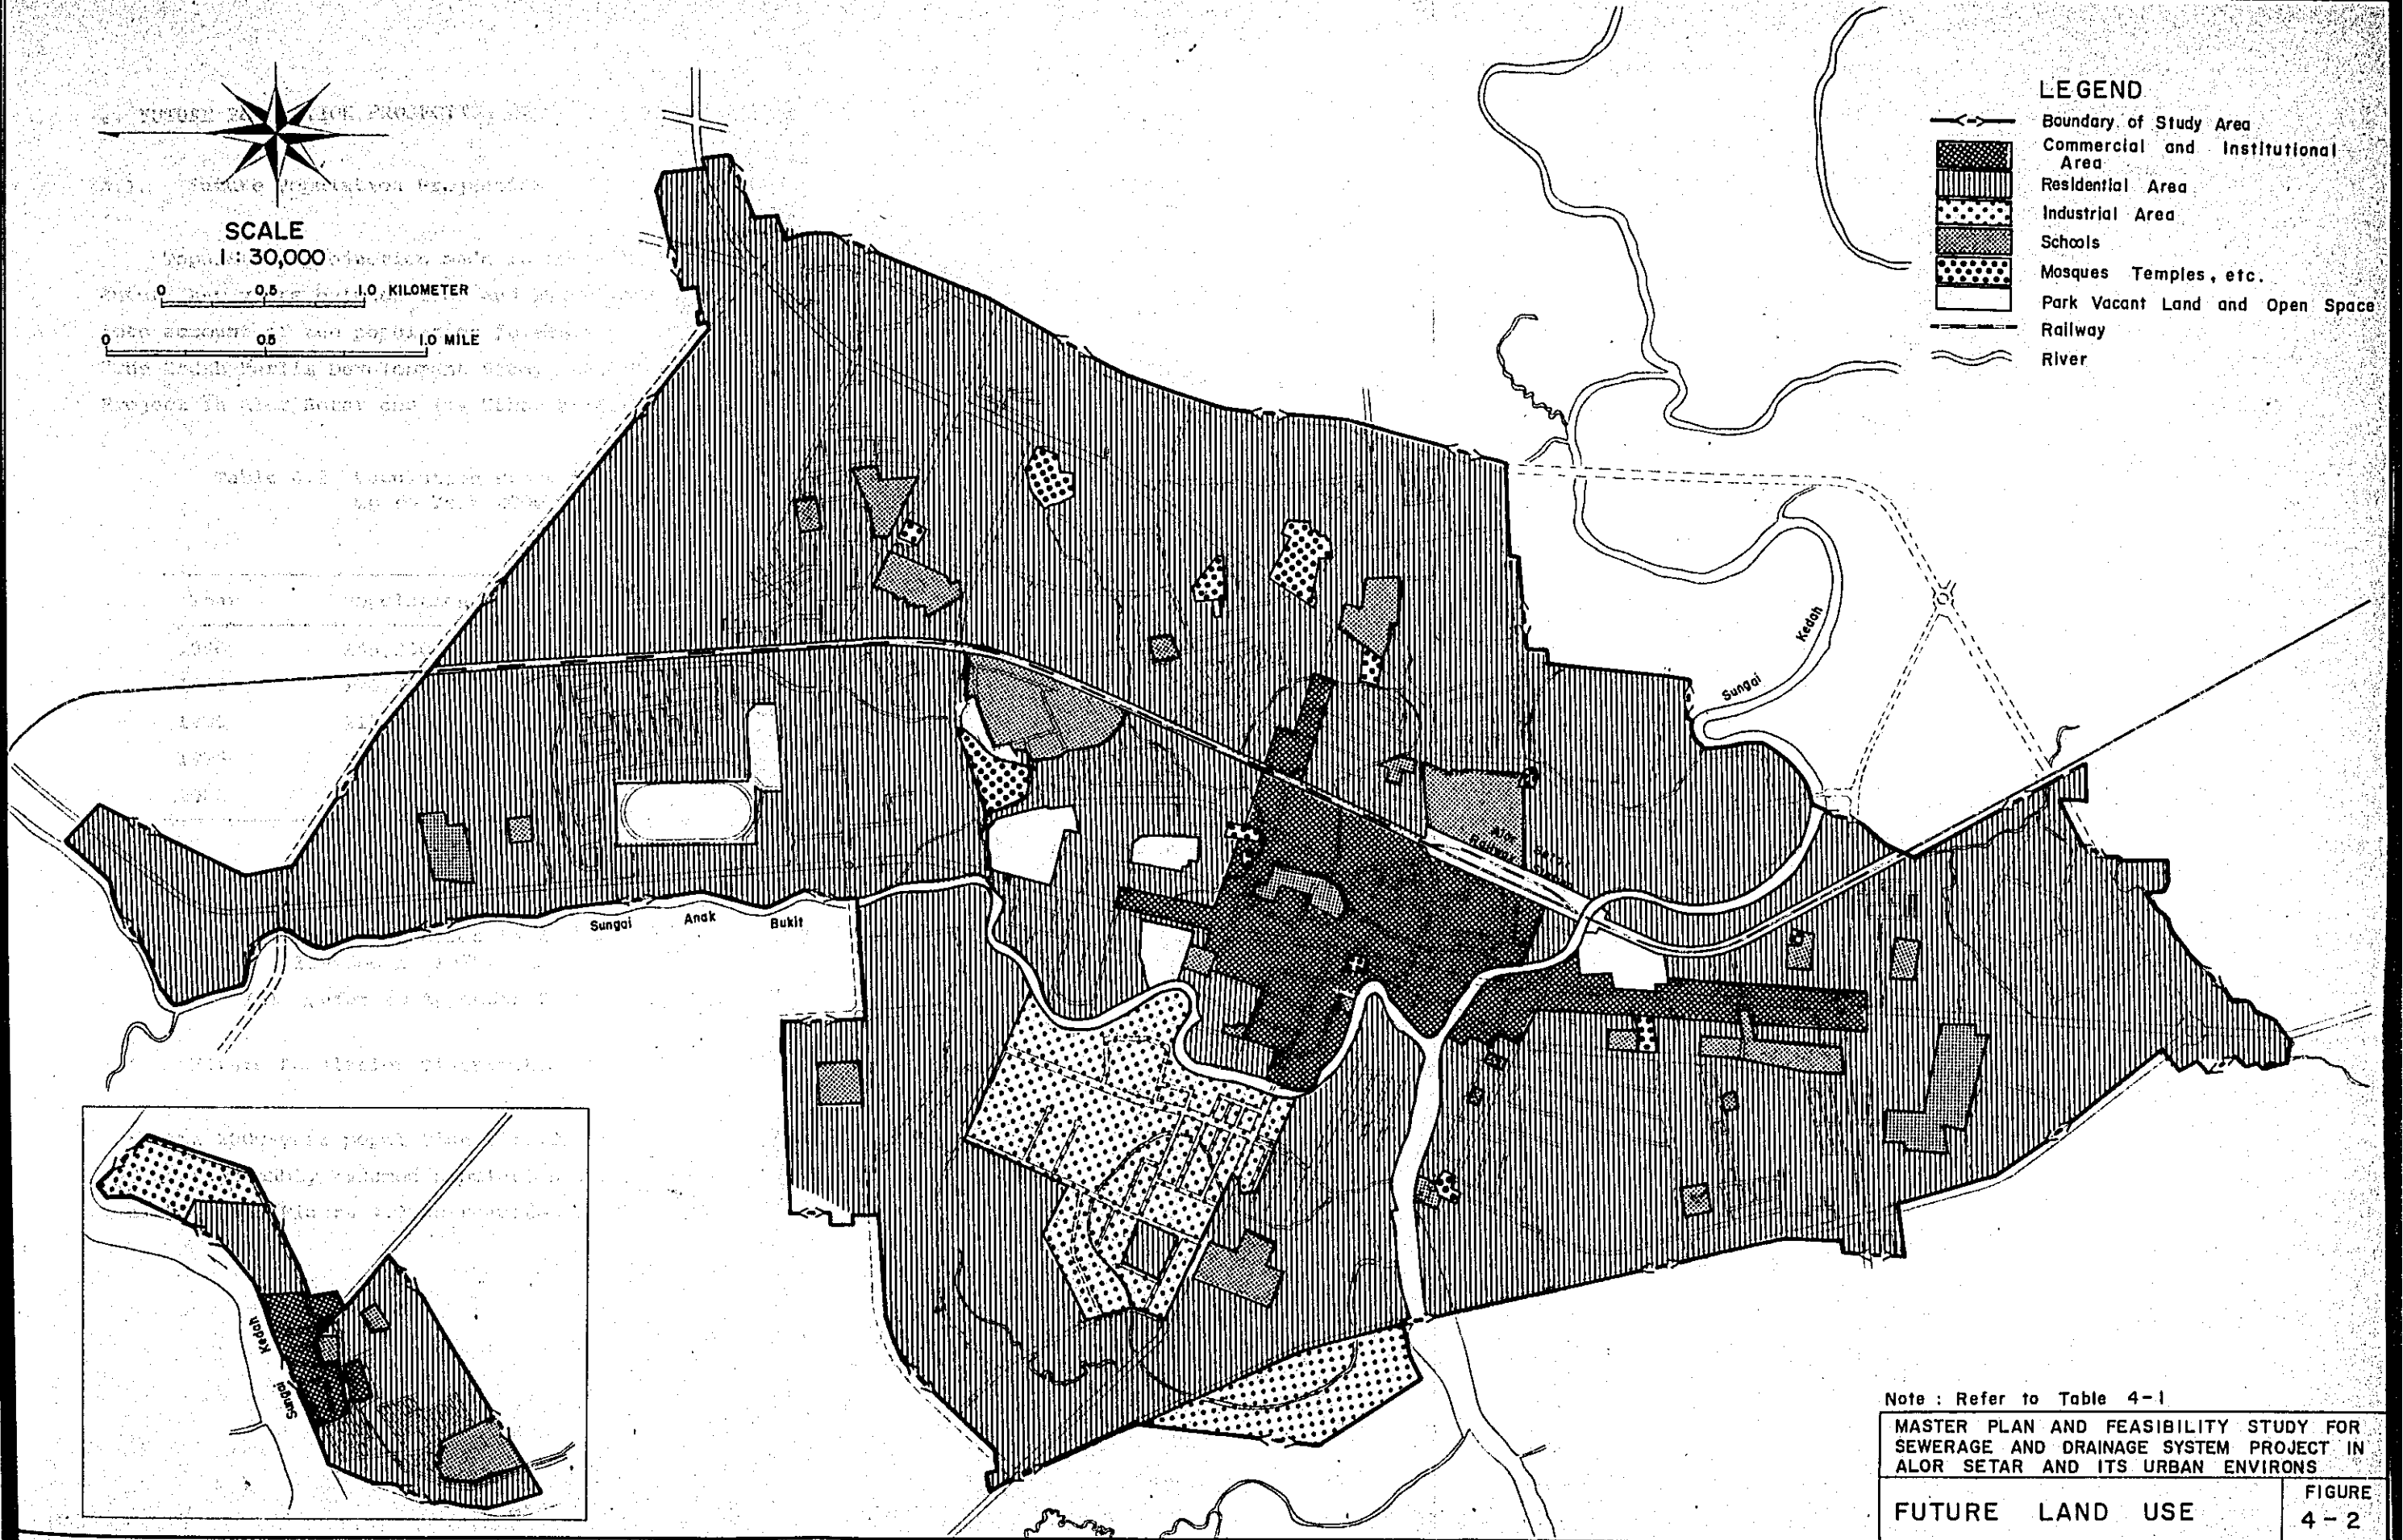 SCALE
1 : 30,000
0 0.5 1.0 KILOMETER
0 0.5 1.0 MILE
LEGEND
Boundary of Study Area
Commercial and Institutional
Area
Residential Area
Industrial Area
Schools
Mosques Temples, etc.
Park Vacant Land and Open Space
Railway
River
Sungai Kedah
Alor Setar
Railway
Sungai Anak Bukit
Sungai Kedah
Note : Refer to Table 4-1
MASTER PLAN AND FEASIBILITY STUDY FOR
SEWERAGE AND DRAINAGE SYSTEM PROJECT IN
ALOR SETAR AND ITS URBAN ENVIRONS
FUTURE LAND USE
FIGURE
4-2